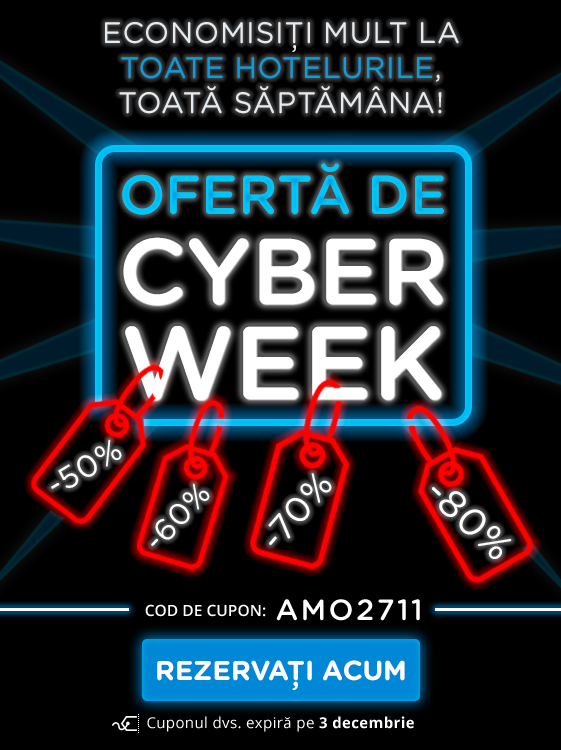 ECONOMISIȚI MULT LA
TOATE HOTELURILE,
TOATĂ SĂPTĂMÂNA!
OFERTĂ DE
CYBER
WEEK
-50%
-60%
-70%
-80%
COD DE CUPON: AMO2711
REZERVAȚI ACUM
Cuponul dvs. expiră pe 3 decembrie